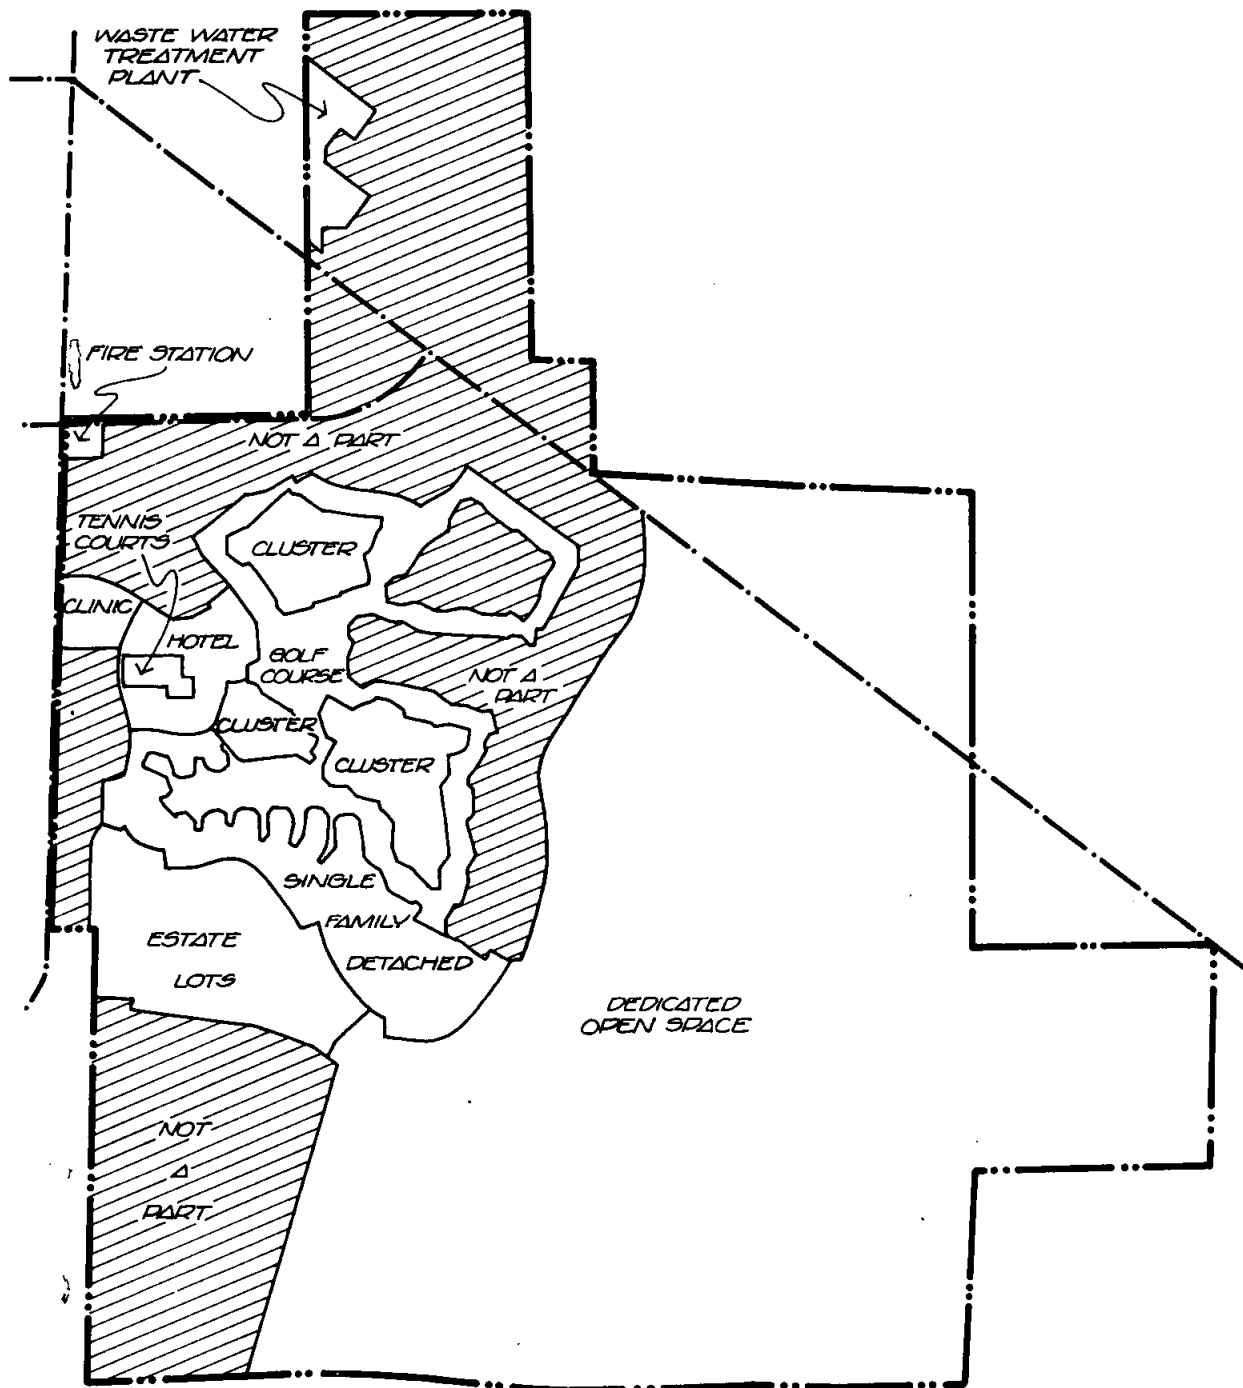 WASTE WATER
TREATMENT
PLANT
FIRE STATION
NOT A PART
TENNIS
COURTS
CLUSTER
CLINIC
HOTEL
GOLF
COURSE
NOT A
PART
CLUSTER
CLUSTER
SINGLE
FAMILY
DETACHED
ESTATE
LOTS
DEDICATED
OPEN SPACE
NOT
A
PART